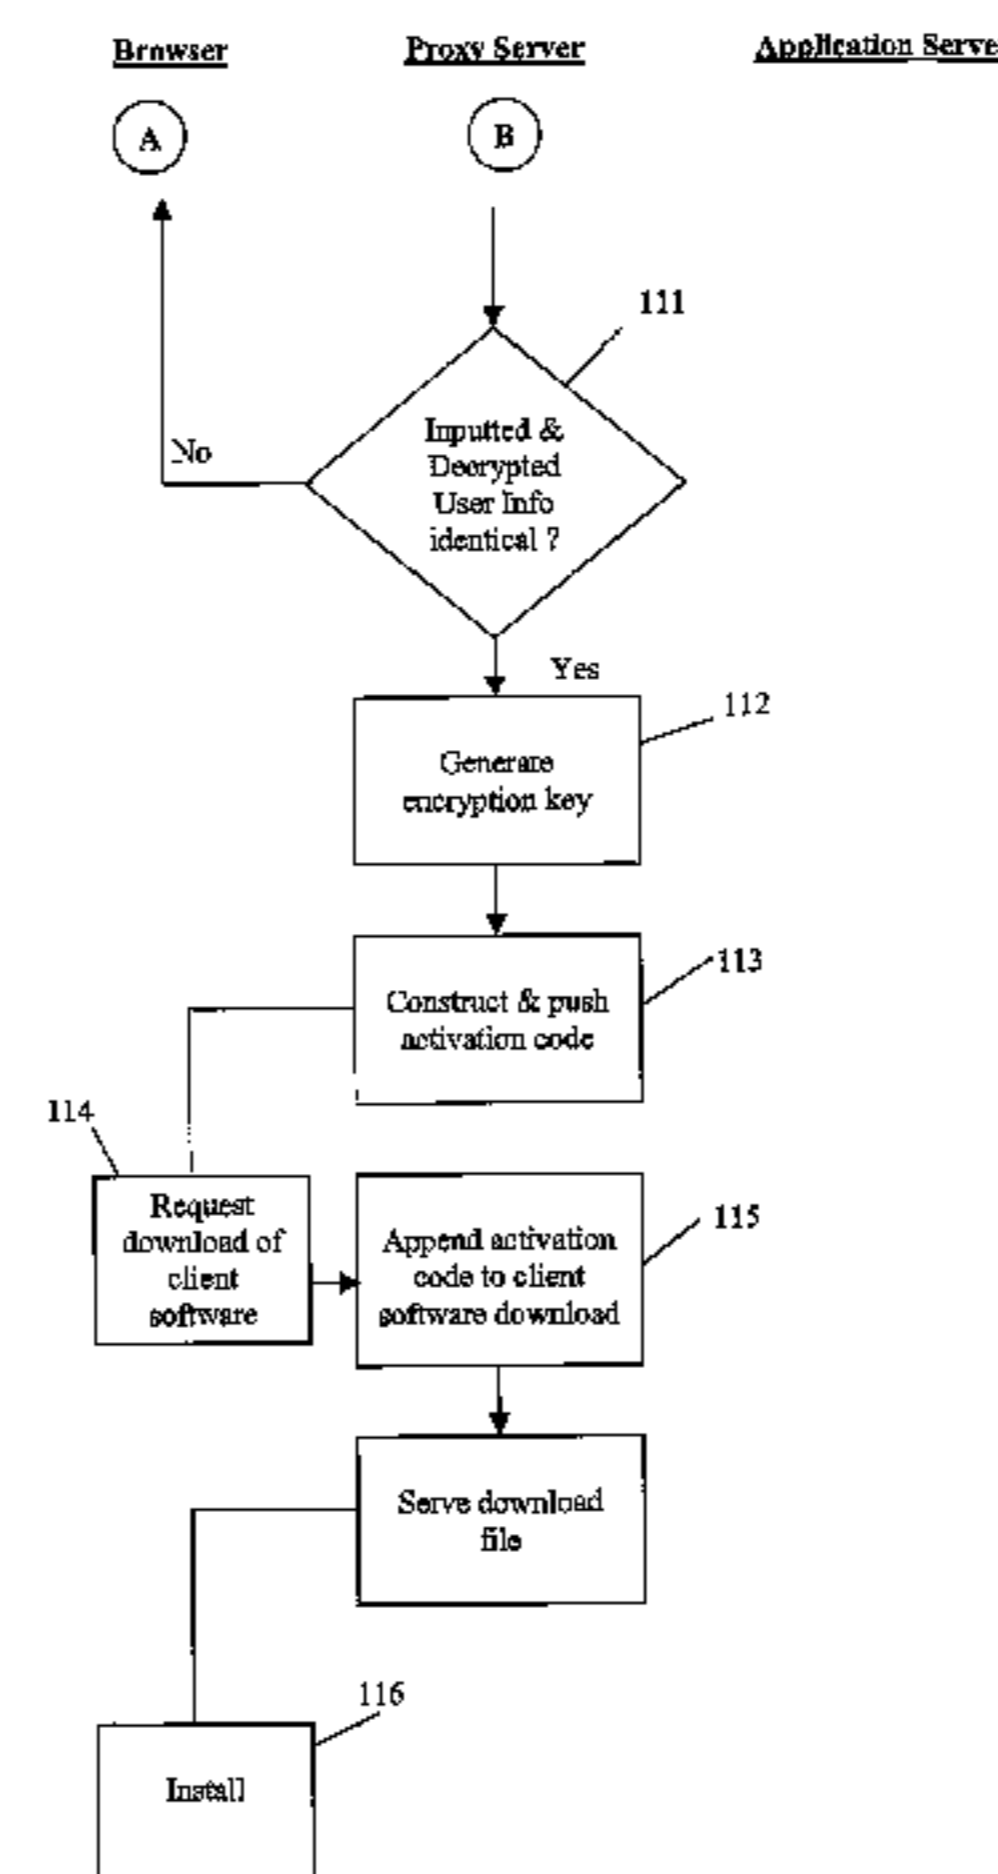 Browser
Proxy Server
Application Serve
A
B
111
Inputted &
Decrypted
User Info
identical ?
No
Yes
112
Generate
encryption key
113
Construct & push
activation code
114
Request
download of
client
software
115
Append activation
code to client
software download
Serve download
file
116
Install